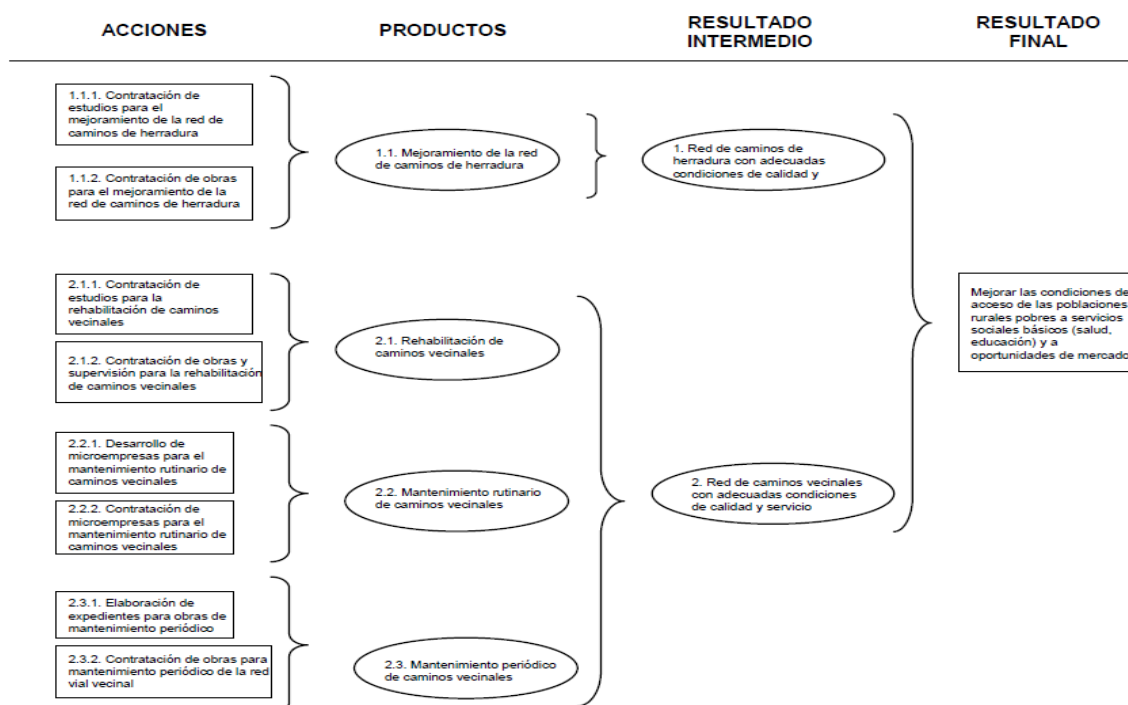 ACCIONES
PRODUCTOS
RESULTADO
INTERMEDIO
RESULTADO
FINAL
1.1.1. Contratación de
estudios para el
mejoramiento de la red de
caminos de herradura
1.1.2. Contratación de obras
para el mejoramiento de la
red de caminos de herradura
1.1. Mejoramiento de la red
de caminos de herradura
1. Red de caminos de
herradura con adecuadas
condiciones de calidad y
2.1.1. Contratación de
estudios para la
rehabilitación de caminos
vecinales
2.1.2. Contratación de obras y
supervisión para la rehabilitación
de caminos vecinales
2.1. Rehabilitación de
caminos vecinales
2.2.1. Desarrollo de
microempresas para el
mantenimiento rutinario de
caminos vecinales
2.2.2. Contratación de
microempresas para el
mantenimiento rutinario de
caminos vecinales
2.2. Mantenimiento rutinario
de caminos vecinales
2.3.1. Elaboración de
expedientes para obras de
mantenimiento periódico
2.3.2. Contratación de obras para
mantenimiento periódico de la red
vial vecinal
2.3. Mantenimiento periódico
de caminos vecinales
2. Red de caminos vecinales
con adecuadas condiciones
de calidad y servicio
Mejorar las condiciones de
acceso de las poblaciones
rurales pobres a servicios
sociales básicos (salud,
educación) y a
oportunidades de mercado